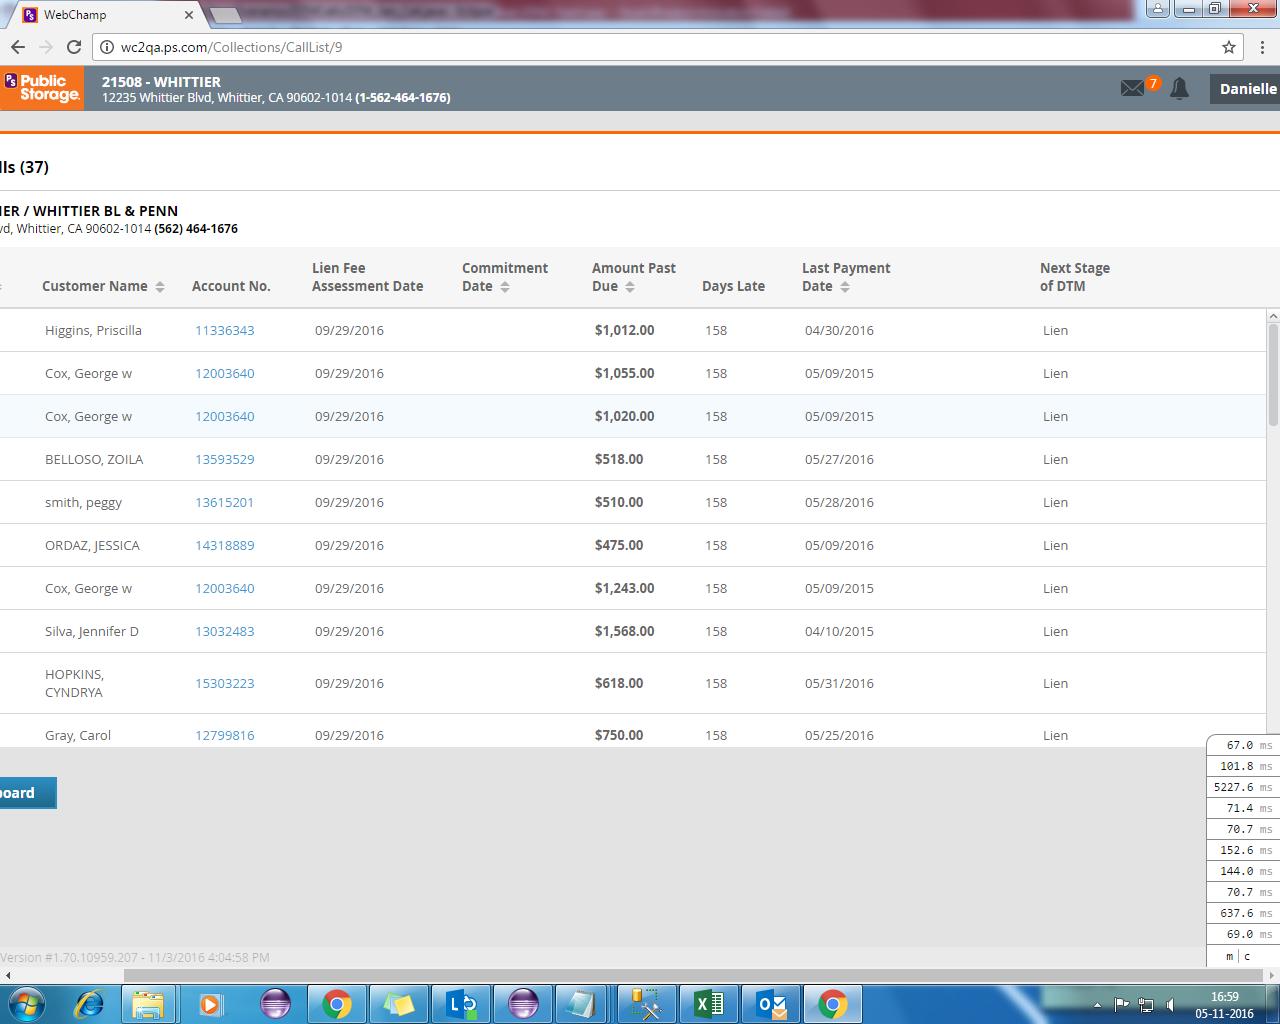 WebChamp
wc2qa.ps.com/Collections/CallList/9
PS Public Storage.
21508 - WHITTIER
12235 Whittier Blvd, Whittier, CA 90602-1014 (1-562-464-1676)
7
Danielle
lls (37)
IER / WHITTIER BL & PENN
vd, Whittier, CA 90602-1014 (562) 464-1676
Customer Name Account No. Lien Fee Assessment Date Commitment Date Amount Past Due Days Late Last Payment Date Next Stage of DTM
Higgins, Priscilla 11336343 09/29/2016 $1,012.00 158 04/30/2016 Lien
Cox, George w 12003640 09/29/2016 $1,055.00 158 05/09/2015 Lien
Cox, George w 12003640 09/29/2016 $1,020.00 158 05/09/2015 Lien
BELLOSO, ZOILA 13593529 09/29/2016 $518.00 158 05/27/2016 Lien
smith, peggy 13615201 09/29/2016 $510.00 158 05/28/2016 Lien
ORDAZ, JESSICA 14318889 09/29/2016 $475.00 158 05/09/2016 Lien
Cox, George w 12003640 09/29/2016 $1,243.00 158 05/09/2015 Lien
Silva, Jennifer D 13032483 09/29/2016 $1,568.00 158 04/10/2015 Lien
HOPKINS, CYNDRYA 15303223 09/29/2016 $618.00 158 05/31/2016 Lien
Gray, Carol 12799816 09/29/2016 $750.00 158 05/25/2016 Lien
67.0 ms
101.8 ms
5227.6 ms
71.4 ms
70.7 ms
152.6 ms
144.0 ms
70.7 ms
637.6 ms
69.0 ms
m | c
board
Version #1.70.10959.207 - 11/3/2016 4:04:58 PM
16:59
05-11-2016